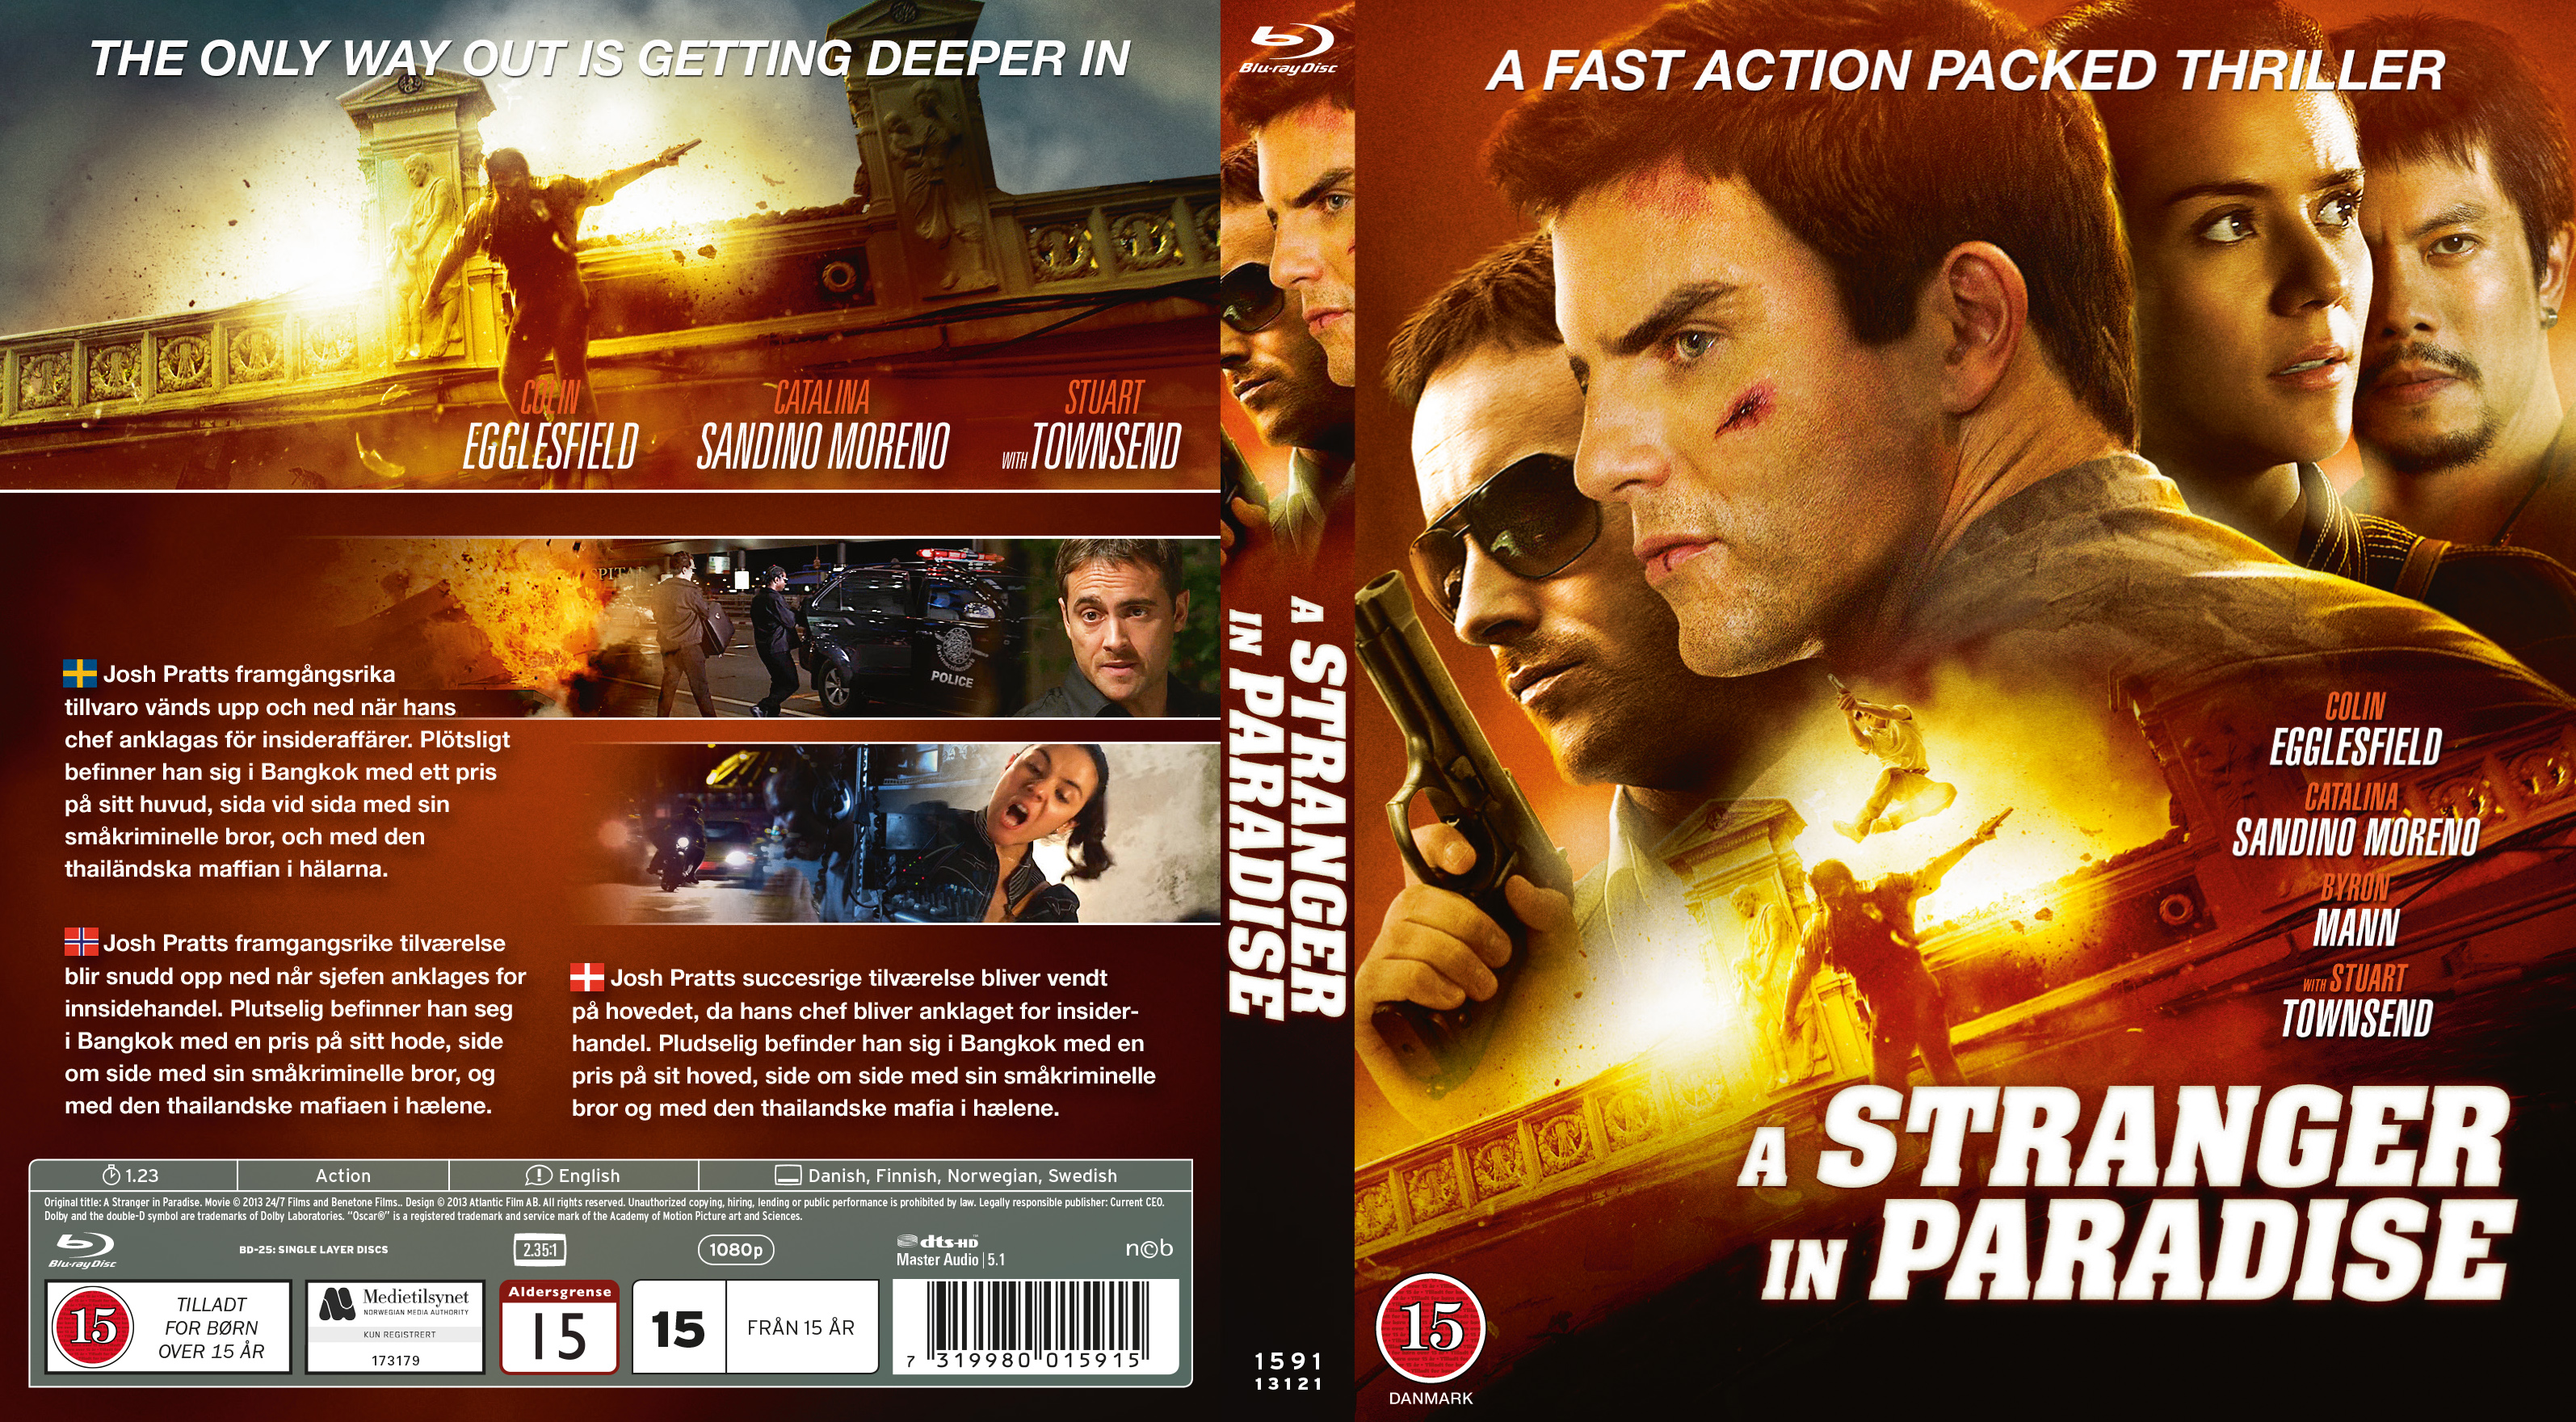 THE ONLY WAY OUT IS GETTING DEEPER IN
COLIN
EGGLESFIELD
CATALINA
SANDINO MORENO
STUART
WITH TOWNSEND
POLICE
Josh Pratts framgångsrika
tillvaro vänds upp och ned när hans
chef anklagas för insideraffärer. Plötsligt
befinner han sig i Bangkok med ett pris
på sitt huvud, sida vid sida med sin
småkriminelle bror, och med den
thailändska maffian i hälarna.
Josh Pratts framgangsrike tilværelse
blir snudd opp ned når sjefen anklages for
innsidehandel. Plutselig befinner han seg
i Bangkok med en pris på sitt hode, side
om side med sin småkriminelle bror, og
med den thailandske mafiaen i hælene.
Josh Pratts succesrige tilværelse bliver vendt
på hovedet, da hans chef bliver anklaget for insider-
handel. Pludselig befinder han sig i Bangkok med en
pris på sit hoved, side om side med sin småkriminelle
bror og med den thailandske mafia i hælene.
1.23 Action English Danish, Finnish, Norwegian, Swedish
Original title: A Stranger in Paradise. Movie © 2013 24/7 Films and Benetone Films.. Design © 2013 Atlantic Film AB. All rights reserved. Unauthorized copying, hiring, lending or public performance is prohibited by law. Legally responsible publisher: Current CEO.
Dolby and the double-D symbol are trademarks of Dolby Laboratories. "Oscar®" is a registered trademark and service mark of the Academy of Motion Picture art and Sciences.
Blu-ray Disc
BD-25: SINGLE LAYER DISCS
2.35:1
1080p
dts-HD
Master Audio 5.1
n©b
15
TILLADT
FOR BØRN
OVER 15 ÅR
Medietilsynet
NORWEGIAN MEDIA AUTHORITY
KUN REGISTRERT
173179
Aldersgrense
15
15
FRÅN 15 ÅR
7 319980 015915
Blu-ray Disc
A STRANGER
IN PARADISE
1591
13121
A FAST ACTION PACKED THRILLER
COLIN
EGGLESFIELD
CATALINA
SANDINO MORENO
BYRON
MANN
WITH STUART
TOWNSEND
A STRANGER
IN PARADISE
15
DANMARK